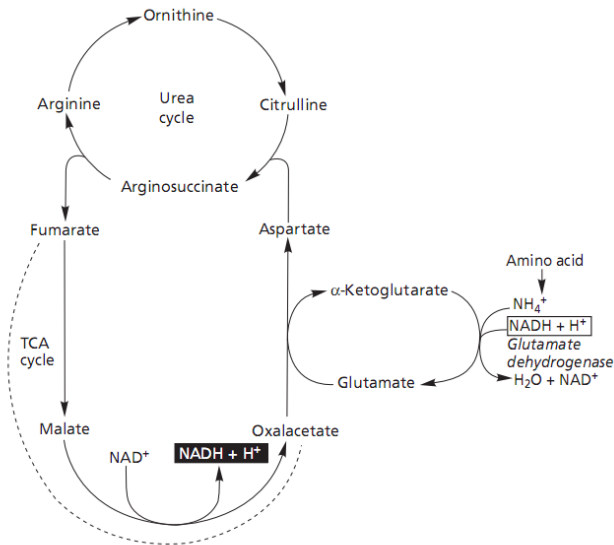 Ornithine
Arginine
Urea
cycle
Citrulline
Arginosuccinate
Fumarate
Aspartate
Amino acid
α-Ketoglutarate
NH₄⁺
NADH + H⁺
Glutamate
dehydrogenase
H₂O + NAD⁺
TCA
cycle
Glutamate
Malate
Oxalacetate
NAD⁺
NADH + H⁺